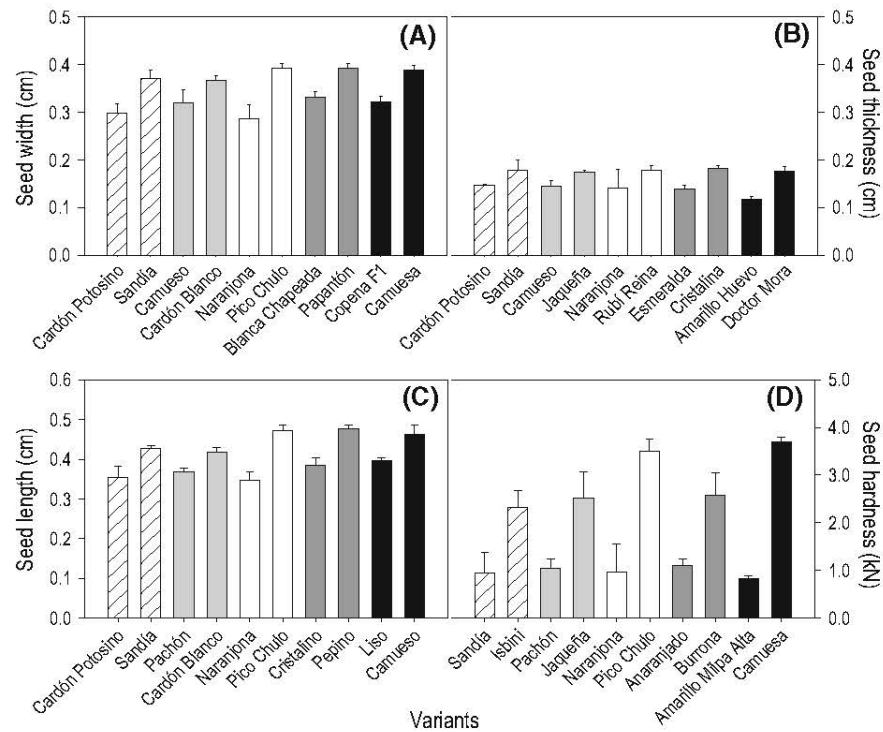 0.5
0.4
0.3
0.2
0.1
0.0
Seed width (cm)
(A)
Cardón Potosino
Sandía
Camueso
Cardón Blanco
Naranjona
Pico Chulo
Blanca Chapeada
Papantón
Copena F1
Camuesa
(B)
0.5
0.4
0.3
0.2
0.1
0.0
Seed thickness (cm)
Cardón Potosino
Sandía
Camueso
Jaqueña
Naranjona
Rubí Reina
Esmeralda
Cristalina
Amarillo Huevo
Doctor Mora
0.6
0.5
0.4
0.3
0.2
0.1
0.0
Seed length (cm)
(C)
Cardón Potosino
Sandía
Pachón
Cardón Blanco
Naranjona
Pico Chulo
Cristalino
Pepino
Liso
Camueso
(D)
5.0
4.0
3.0
2.0
1.0
0.0
Seed hardness (kN)
Sandía
Isbini
Pachón
Jaqueña
Naranjona
Pico Chulo
Anaranjado
Burrona
Amarillo Milpa Alta
Camuesa
Variants